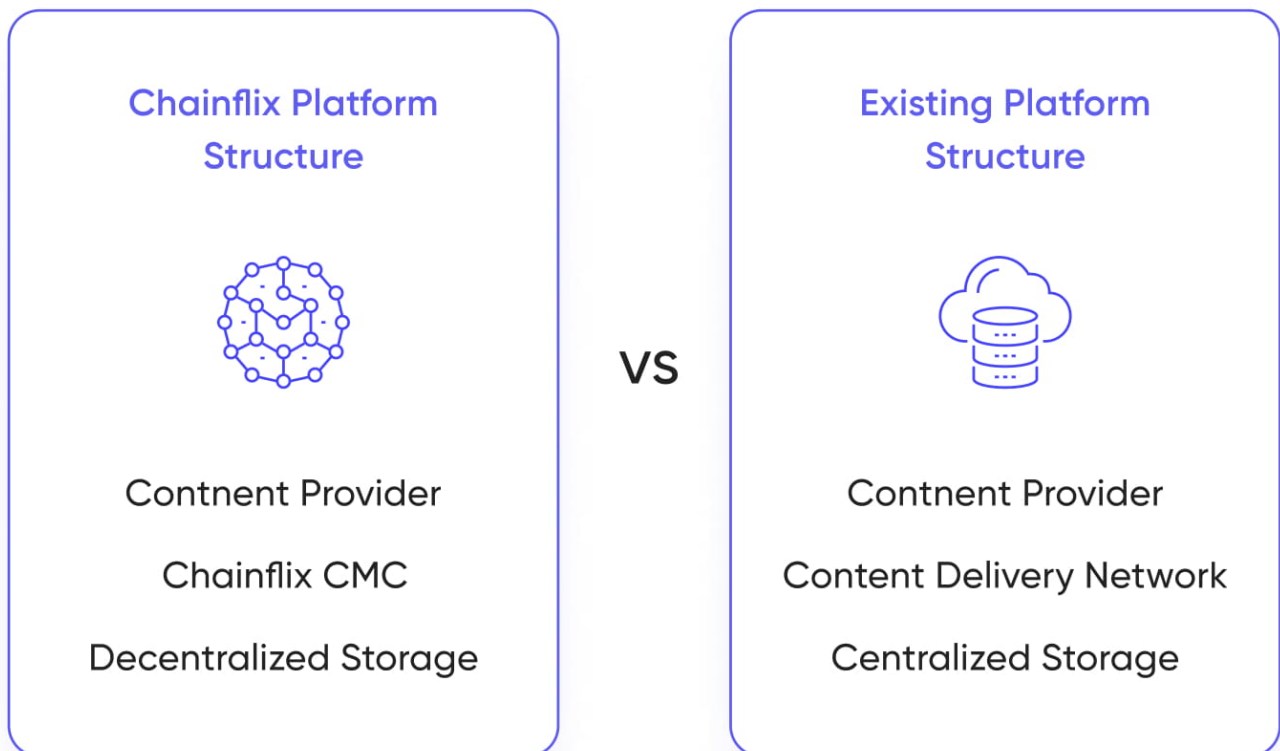 Chainflix Platform
Structure
Contnent Provider
Chainflix CMC
Decentralized Storage
vs
Existing Platform
Structure
Contnent Provider
Content Delivery Network
Centralized Storage